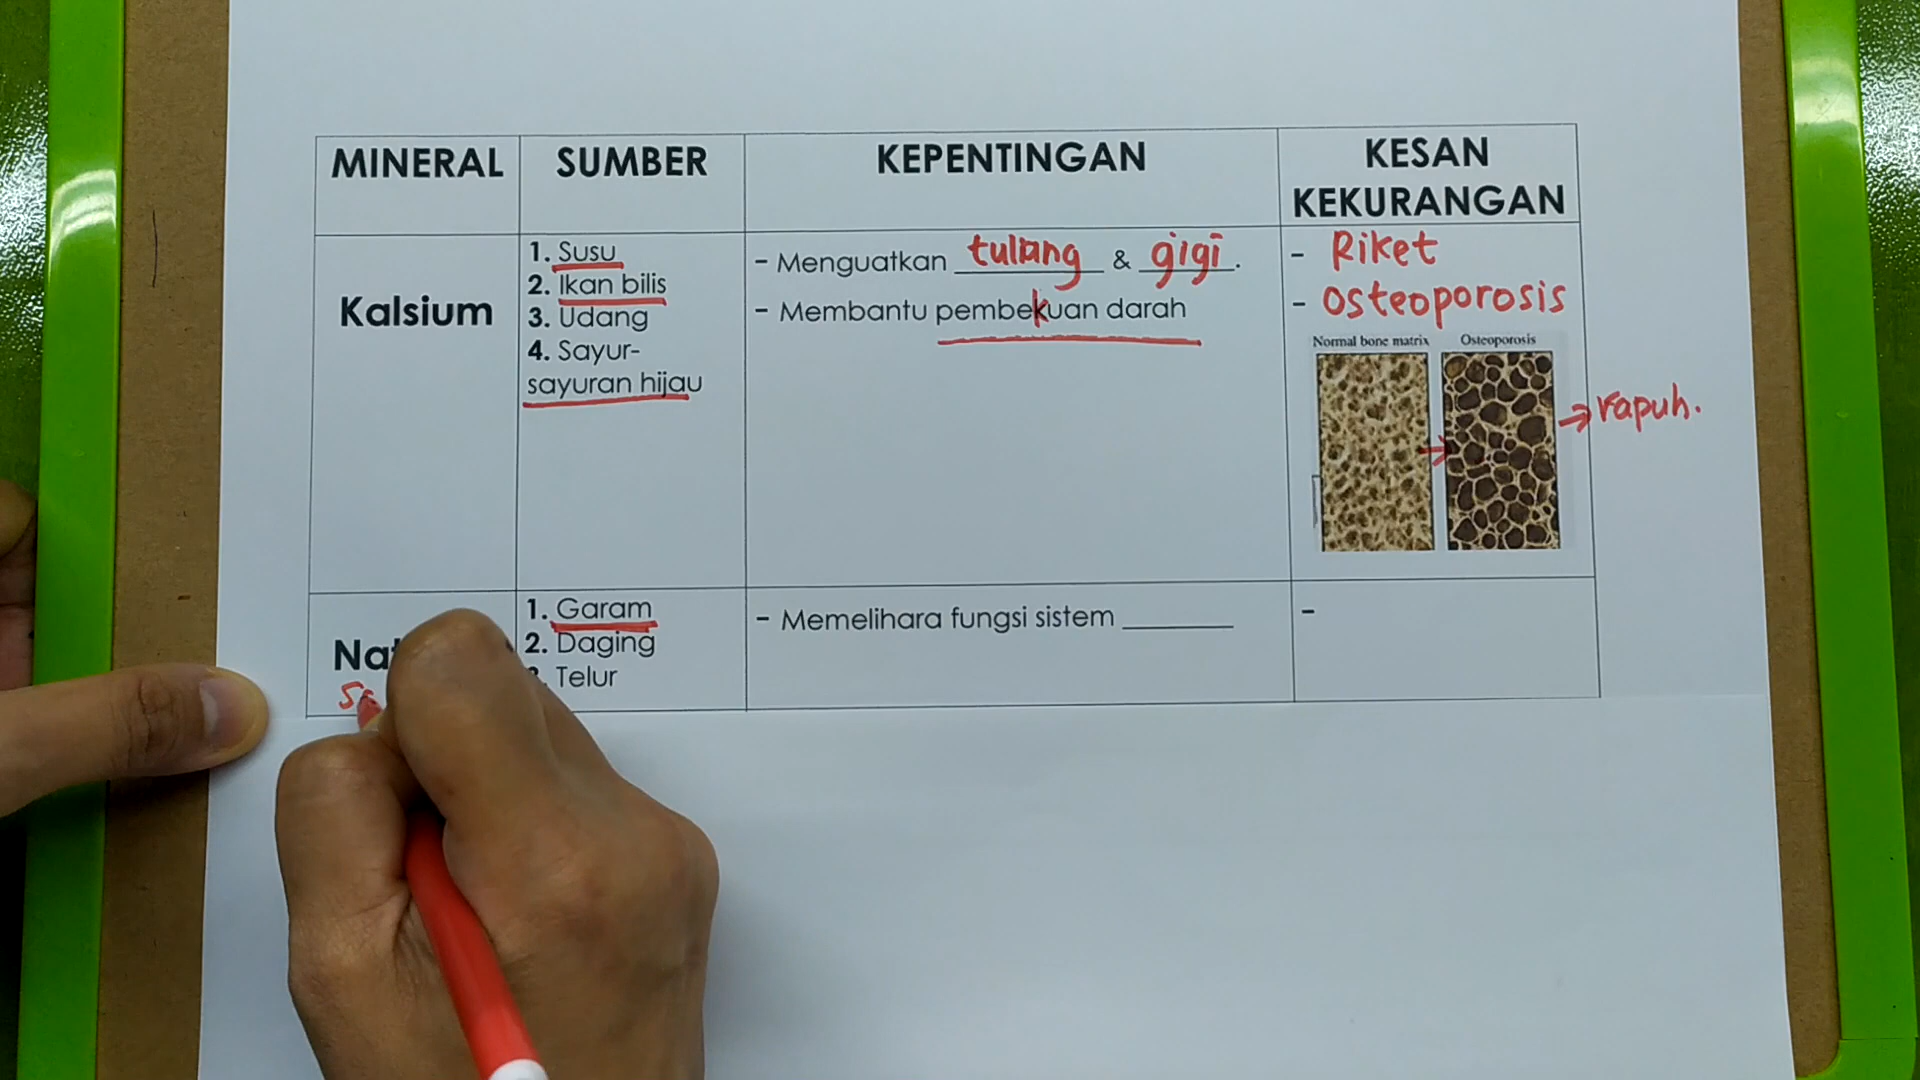 MINERAL
SUMBER
KEPENTINGAN
KESAN
KEKURANGAN
Kalsium
1. Susu
2. Ikan bilis
3. Udang
4. Sayur-
sayuran hijau
- Menguatkan tulang & gigi.
- Membantu pembekuan darah
- Riket
- Osteoporosis
Normal bone matrix
Osteoporosis
→ rapuh.
1. Garam
2. Daging
Telur
- Memelihara fungsi sistem ________
-